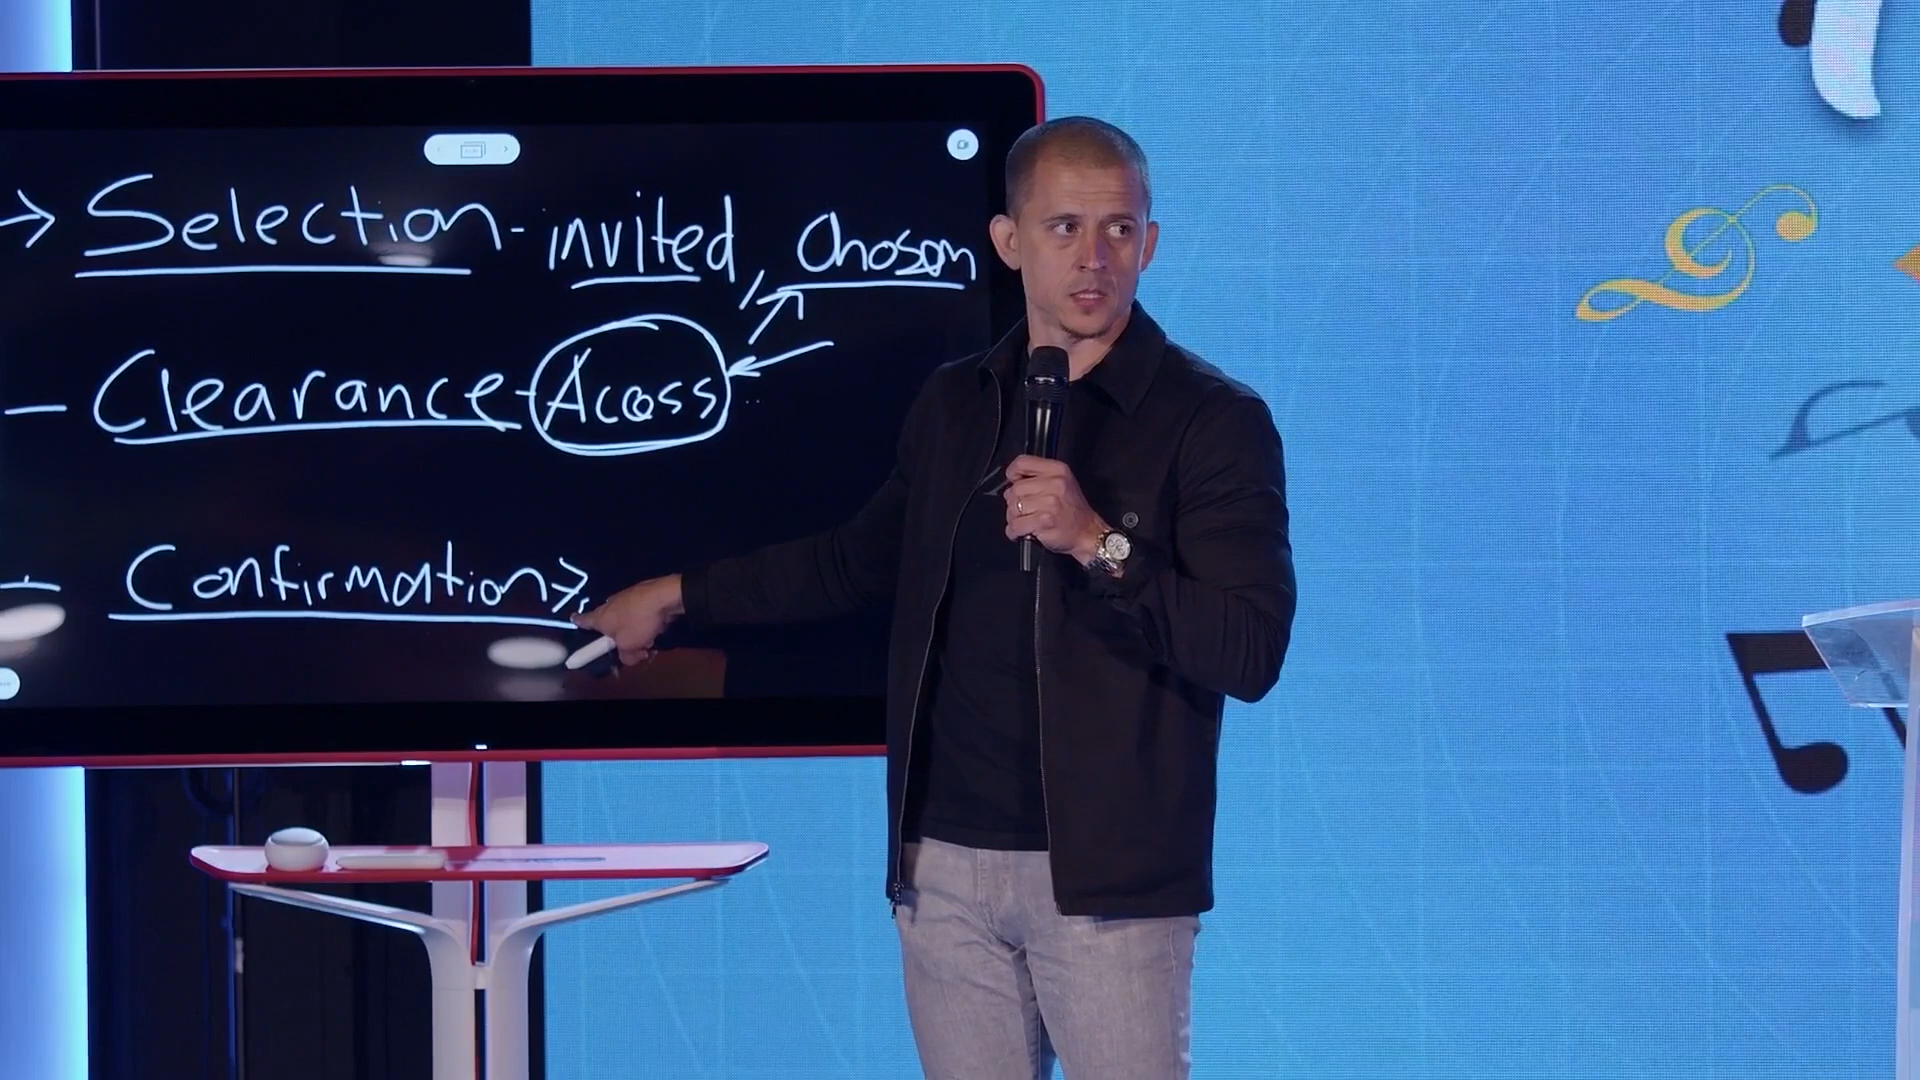 → Selection - invited, Chosen
— Clearance - Access
— Confirmation →